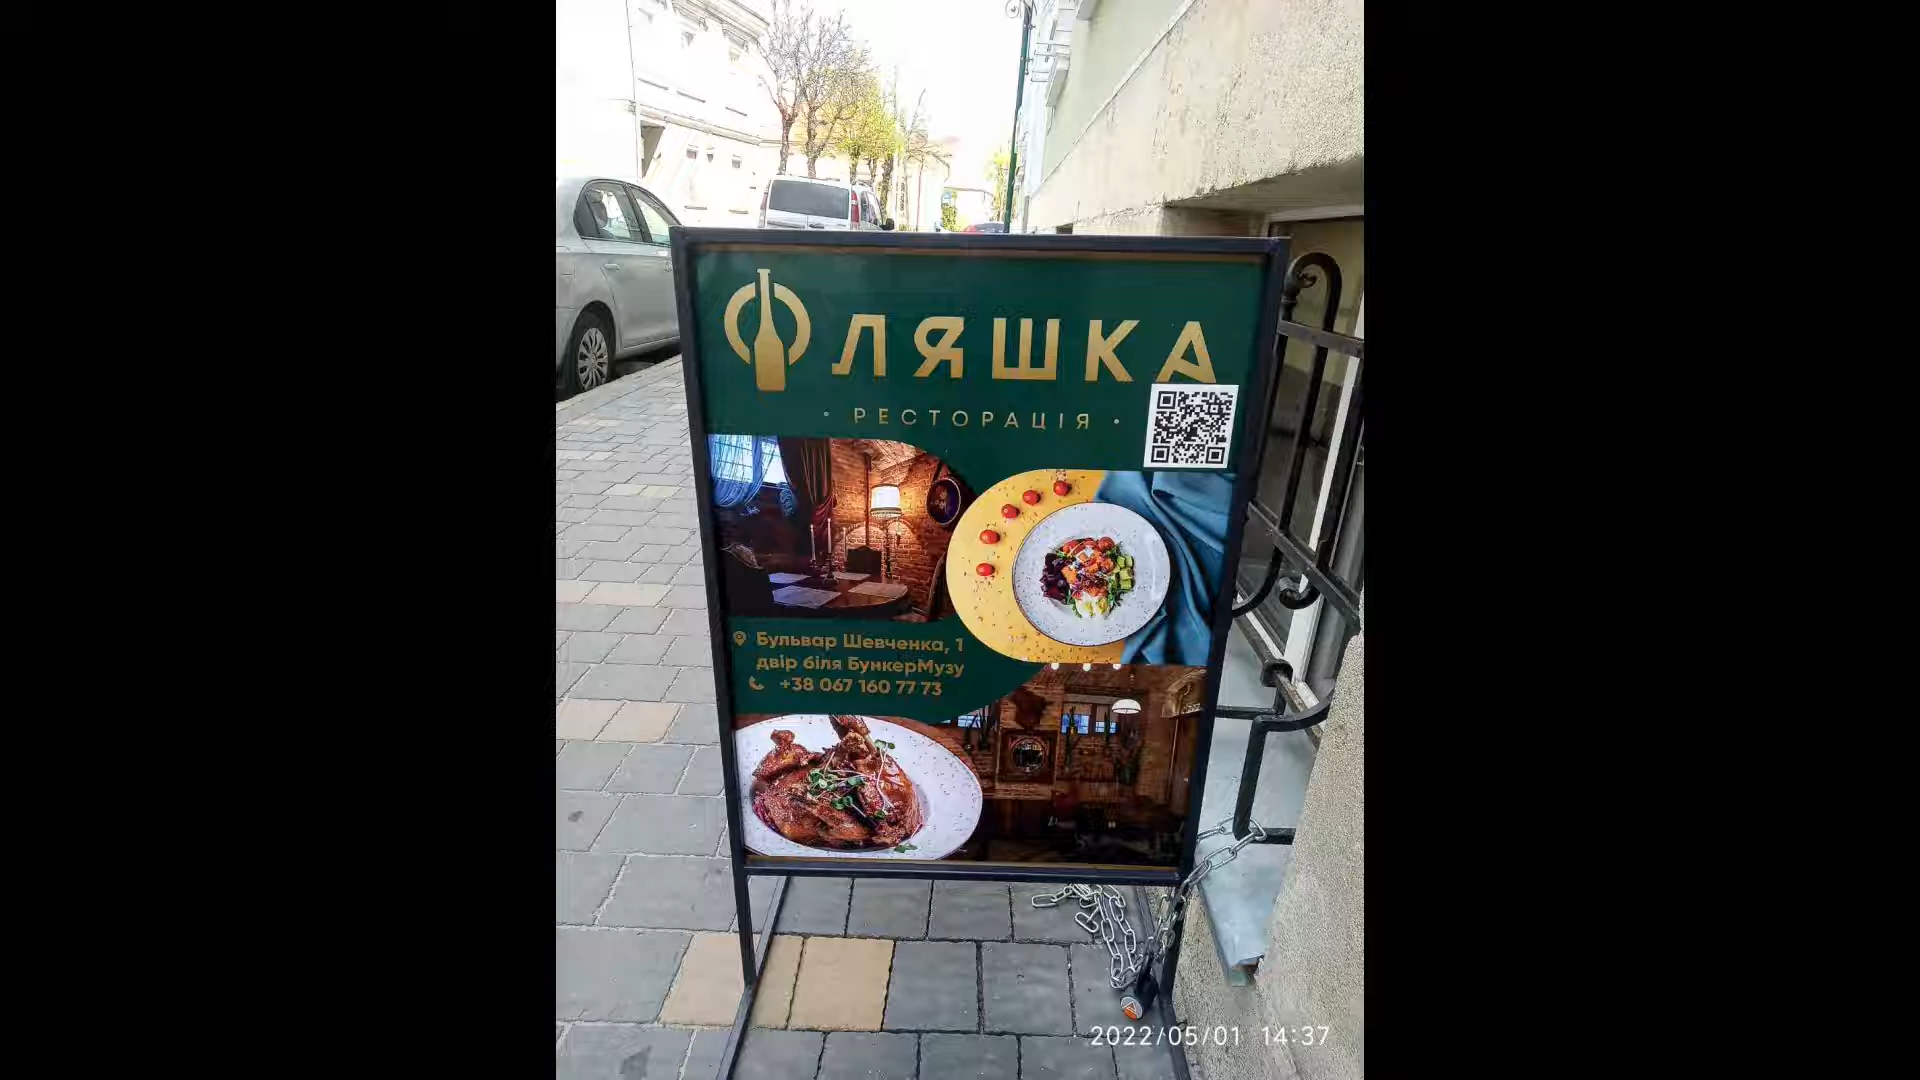 ФЛЯШКА
• РЕСТОРАЦІЯ •
Бульвар Шевченка, 1
двір біля БункерМузу
+38 067 160 77 73
2022/05/01 14:37